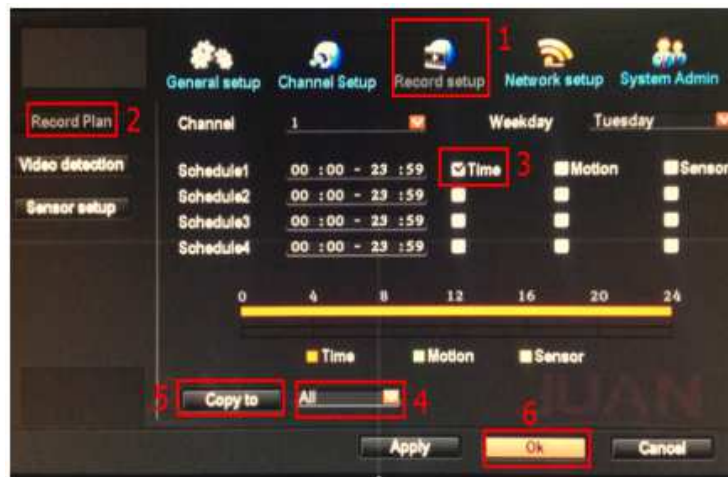 General setup Channel Setup Record setup 1 Network setup System Admin
Record Plan 2
Channel 1 Weekday Tuesday
Video detection
Schedule1 00 :00 - 23 :59 Time 3 Motion Sensor
Sensor setup
Schedule2 00 :00 - 23 :59
Schedule3 00 :00 - 23 :59
Schedule4 00 :00 - 23 :59
0 4 8 12 16 20 24
Time Motion Sensor
5 Copy to All 4
JUAN
6
Apply Ok Cancel